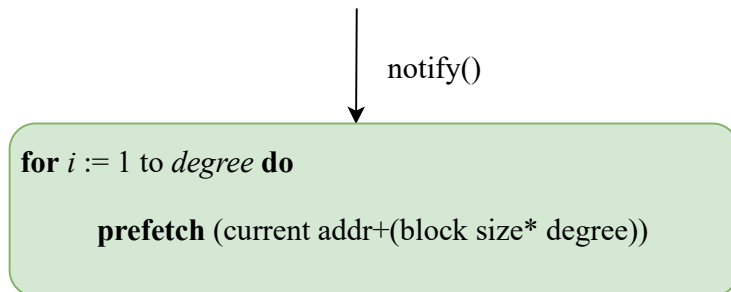 notify()
for i := 1 to degree do
prefetch (current addr+(block size* degree))